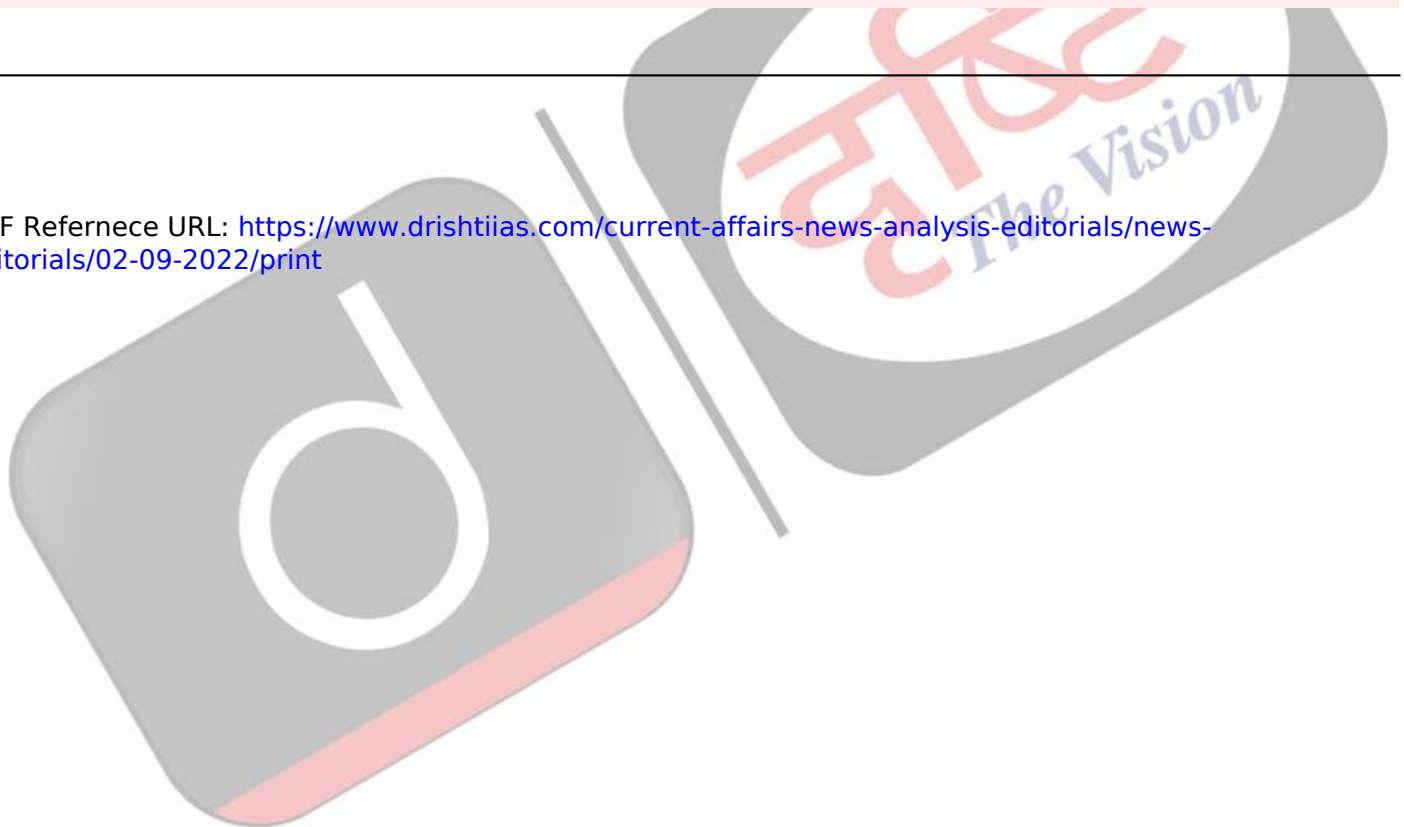 दृष्टि
The Vision
F Refernece URL: https://www.drishtiias.com/current-affairs-news-analysis-editorials/news-
itorials/02-09-2022/print
d